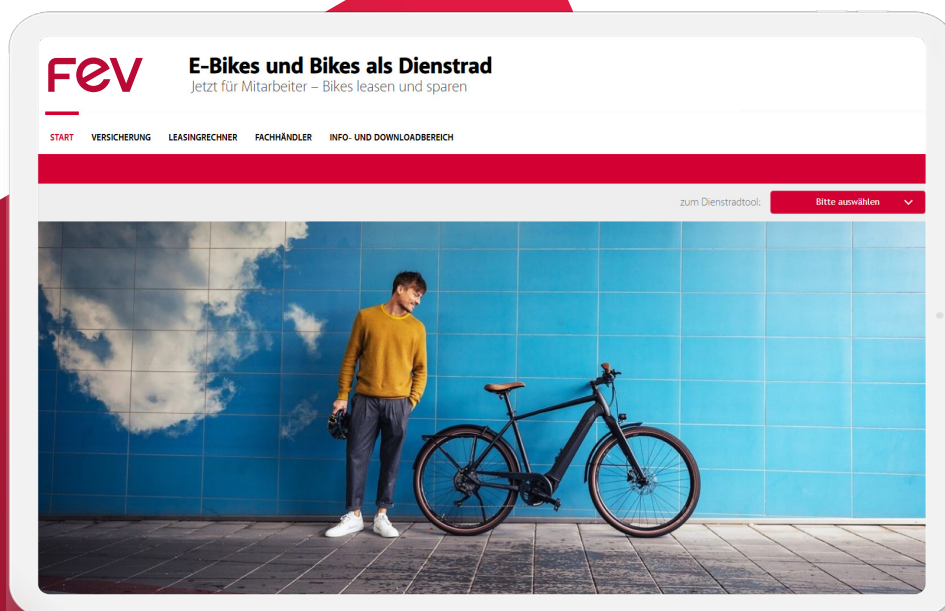 FEV
E-Bikes und Bikes als Dienstrad
Jetzt für Mitarbeiter – Bikes leasen und sparen
START VERSICHERUNG LEASINGRECHNER FACHHÄNDLER INFO- UND DOWNLOADBEREICH
zum Dienstradtool: Bitte auswählen